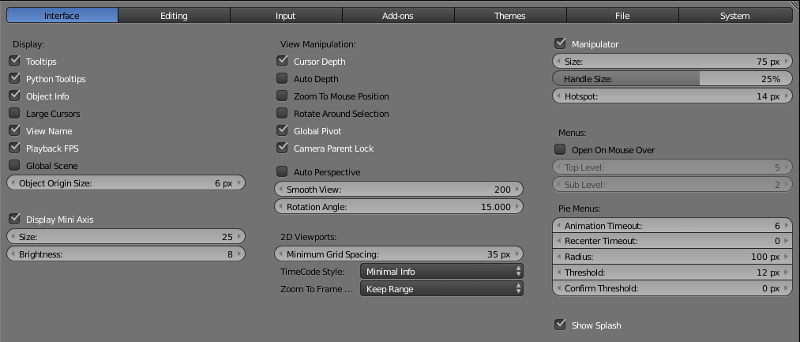 Interface Editing Input Add-ons Themes File System
Display:
Tooltips
Python Tooltips
Object Info
Large Cursors
View Name
Playback FPS
Global Scene
Object Origin Size: 6 px
Display Mini Axis
Size: 25
Brightness: 8
View Manipulation:
Cursor Depth
Auto Depth
Zoom To Mouse Position
Rotate Around Selection
Global Pivot
Camera Parent Lock
Auto Perspective
Smooth View: 200
Rotation Angle: 15.000
2D Viewports:
Minimum Grid Spacing: 35 px
TimeCode Style: Minimal Info
Zoom To Frame ... Keep Range
Manipulator
Size: 75 px
Handle Size: 25%
Hotspot: 14 px
Menus:
Open On Mouse Over
Top Level: 5
Sub Level: 2
Pie Menus:
Animation Timeout: 6
Recenter Timeout: 0
Radius: 100 px
Threshold: 12 px
Confirm Threshold: 0 px
Show Splash